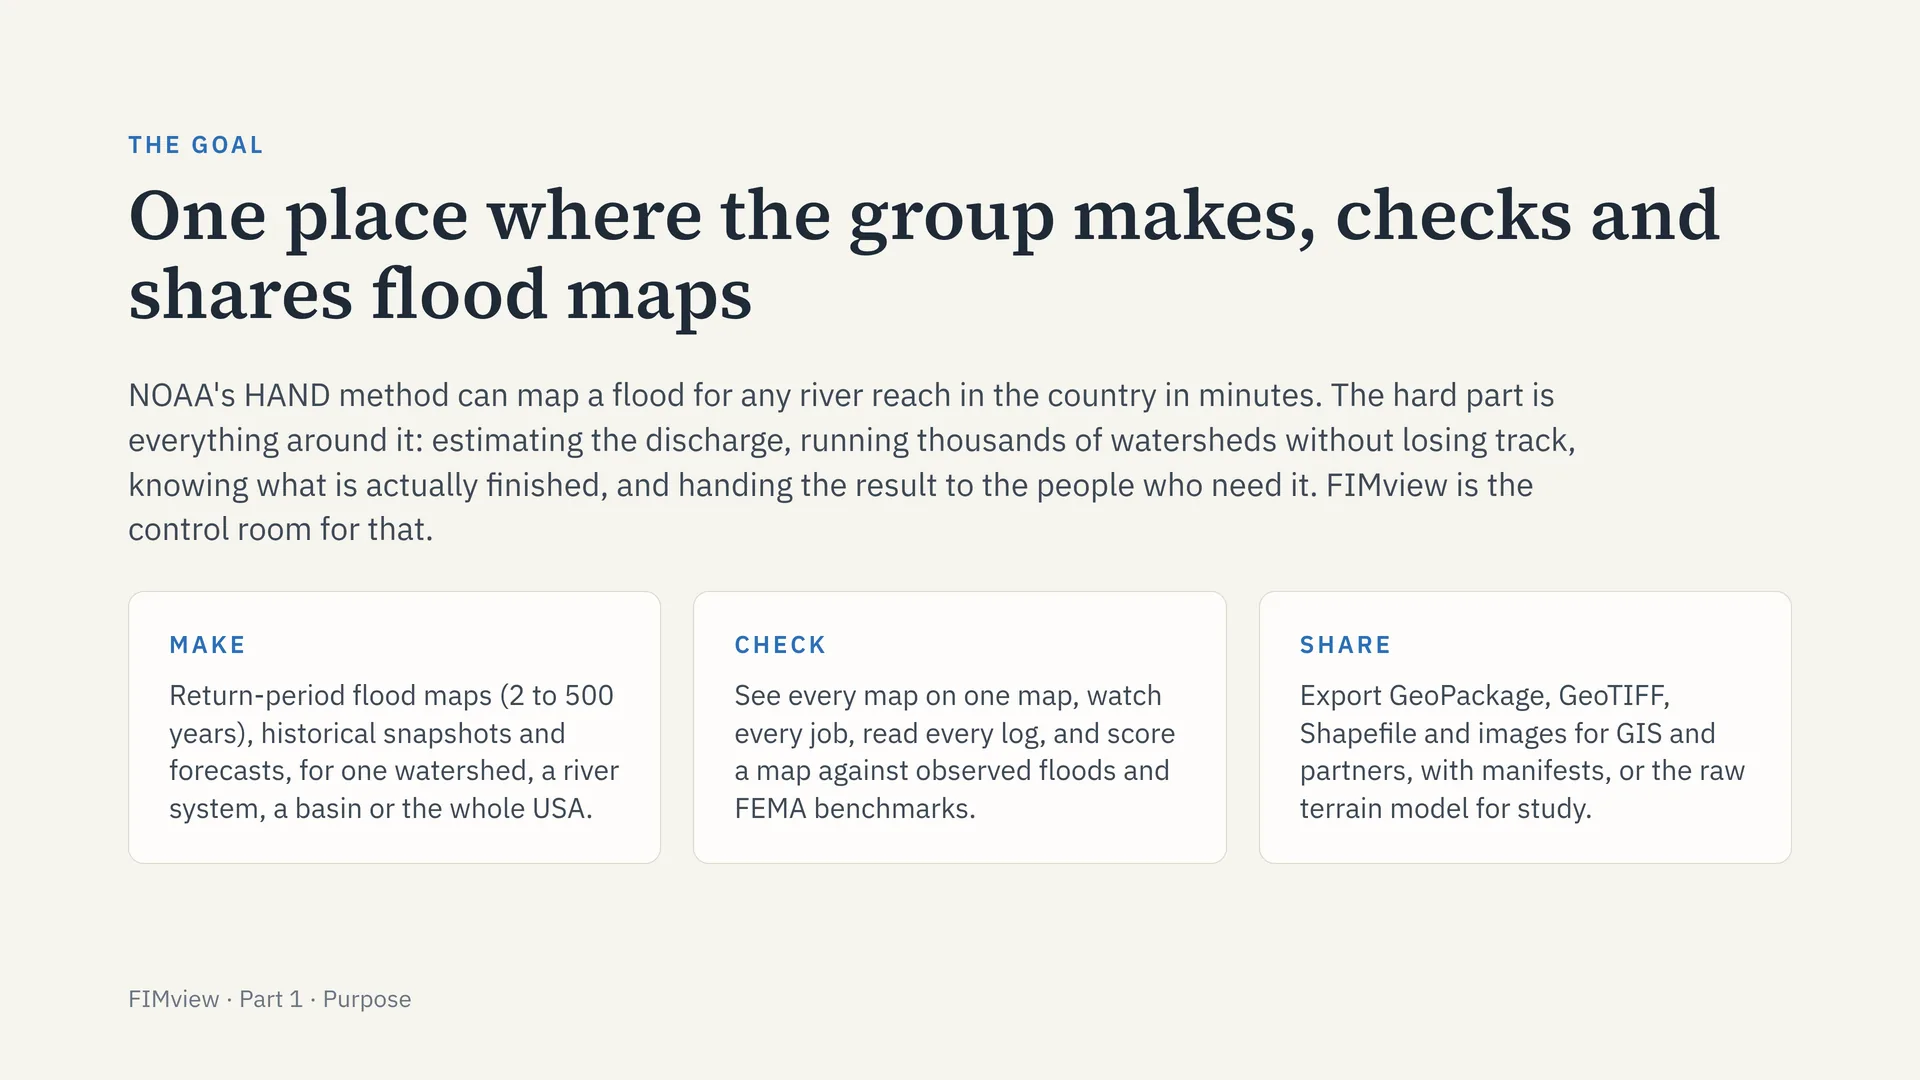 THE GOAL
One place where the group makes, checks and
shares flood maps
NOAA's HAND method can map a flood for any river reach in the country in minutes. The hard part is
everything around it: estimating the discharge, running thousands of watersheds without losing track,
knowing what is actually finished, and handing the result to the people who need it. FIMview is the
control room for that.
MAKE
Return-period flood maps (2 to 500
years), historical snapshots and
forecasts, for one watershed, a river
system, a basin or the whole USA.
CHECK
See every map on one map, watch
every job, read every log, and score
a map against observed floods and
FEMA benchmarks.
SHARE
Export GeoPackage, GeoTIFF,
Shapefile and images for GIS and
partners, with manifests, or the raw
terrain model for study.
FIMview · Part 1 · Purpose